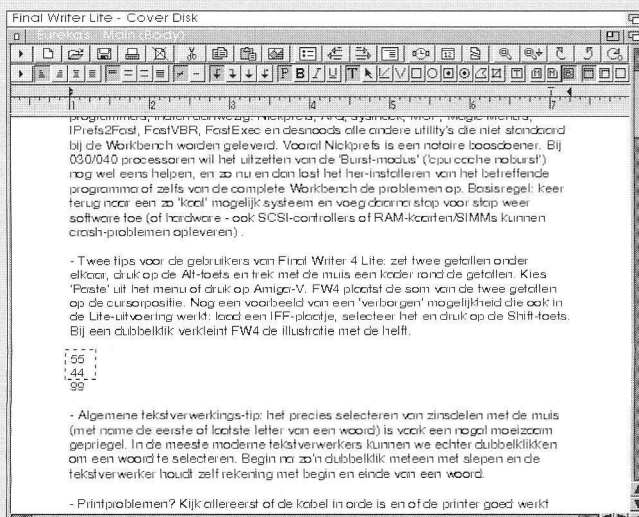 Final Writer Lite - Cover Disk
Eureka's - Main (Body)
1 2 3 4 5 6 7
programma's, indien aanwezig: Nickprefs, ARQ, SysIndex, MCP, Magic Menu's,
IPrefs2Fast, FastVBR, FastExec en desnoods alle andere utility's die niet standaard
bij de Workbench worden geleverd. Vooral Nickprefs is een notoire boosdoener. Bij
030/040 processoren wil het uitzetten van de 'Burst-modus' ('cpu cache noburst')
nog wel eens helpen, en zo nu en dan lost het her-installeren van het betreffende
programma of zelfs van de complete Workbench de problemen op. Basisregel: keer
terug naar een zo 'kaal' mogelijk systeem en voeg daarna stap voor stap weer
software toe (of hardware - ook SCSI-controllers of RAM-kaarten/SIMMs kunnen
crash-problemen opleveren) .
- Twee tips voor de gebruikers van Final Writer 4 Lite: zet twee getallen onder
elkaar, druk op de Alt-toets en trek met de muis een kader rond de getallen. Kies
'Paste' uit het menu of druk op Amiga-V. FW4 plaatst de som van de twee getallen
op de cursorpositie. Nog een voorbeeld van een 'verborgen' mogelijkheid die ook in
de Lite-uitvoering werkt: laad een IFF-plaatje, selecteer het en druk op de Shift-toets.
Bij een dubbelklik verkleint FW4 de illustratie met de helft.
55
44
99
- Algemene tekstverwerkings-tip: het precies selecteren van zinsdelen met de muis
(met name de eerste of laatste letter van een woord) is vaak een nogal moeizaam
gepriegel. In de meeste moderne tekstverwerkers kunnen we echter dubbelklikken
om een woord te selecteren. Begin na zo'n dubbelklik meteen met slepen en de
tekstverwerker houdt zelf rekening met begin en einde van een woord.
- Printproblemen? Kijk allereerst of de kabel in orde is en of de printer goed werkt